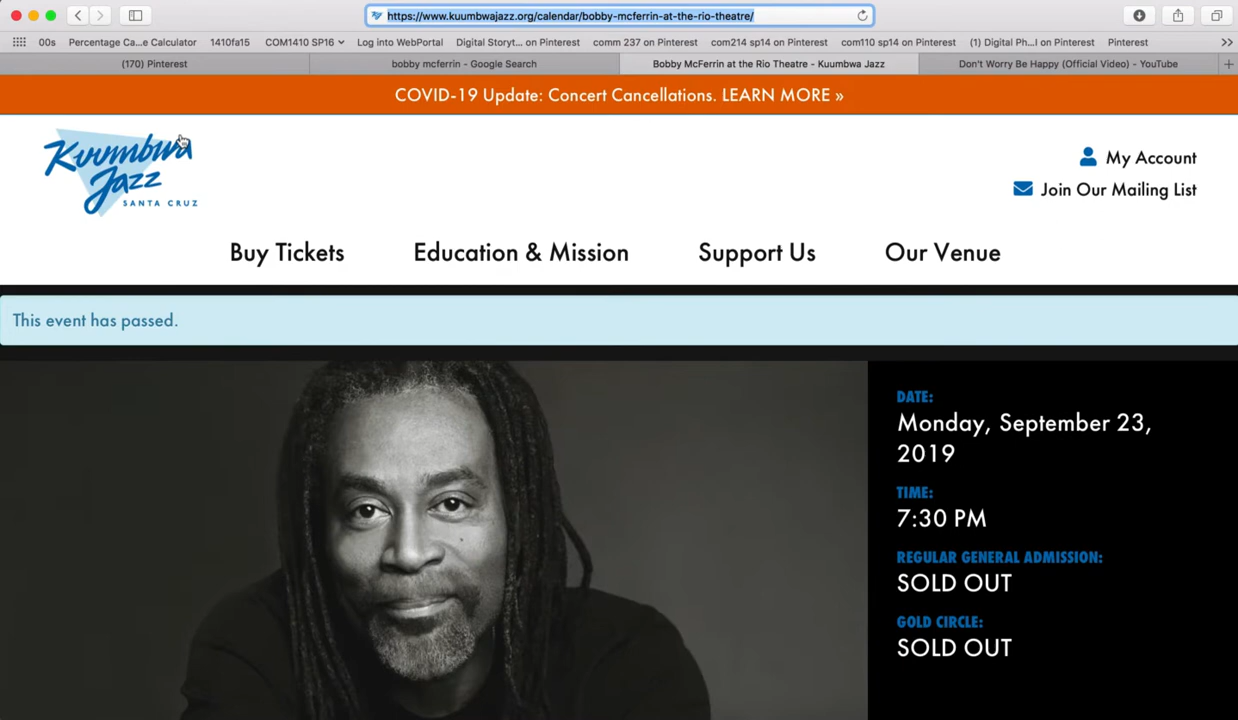 https://www.kuumbwajazz.org/calendar/bobby-mcferrin-at-the-rio-theatre/
00s Percentage Ca...e Calculator 1410fa15 COM1410 SP16 Log into WebPortal Digital Storyt... on Pinterest comm 237 on Pinterest com214 sp14 on Pinterest com110 sp14 on Pinterest (1) Digital Ph...l on Pinterest Pinterest
(170) Pinterest bobby mcferrin - Google Search Bobby McFerrin at the Rio Theatre - Kuumbwa Jazz Don't Worry Be Happy (Official Video) - YouTube
COVID-19 Update: Concert Cancellations. LEARN MORE »
Kuumbwa
Jazz
SANTA CRUZ
My Account
Join Our Mailing List
Buy Tickets Education & Mission Support Us Our Venue
This event has passed.
DATE:
Monday, September 23,
2019
TIME:
7:30 PM
REGULAR GENERAL ADMISSION:
SOLD OUT
GOLD CIRCLE:
SOLD OUT